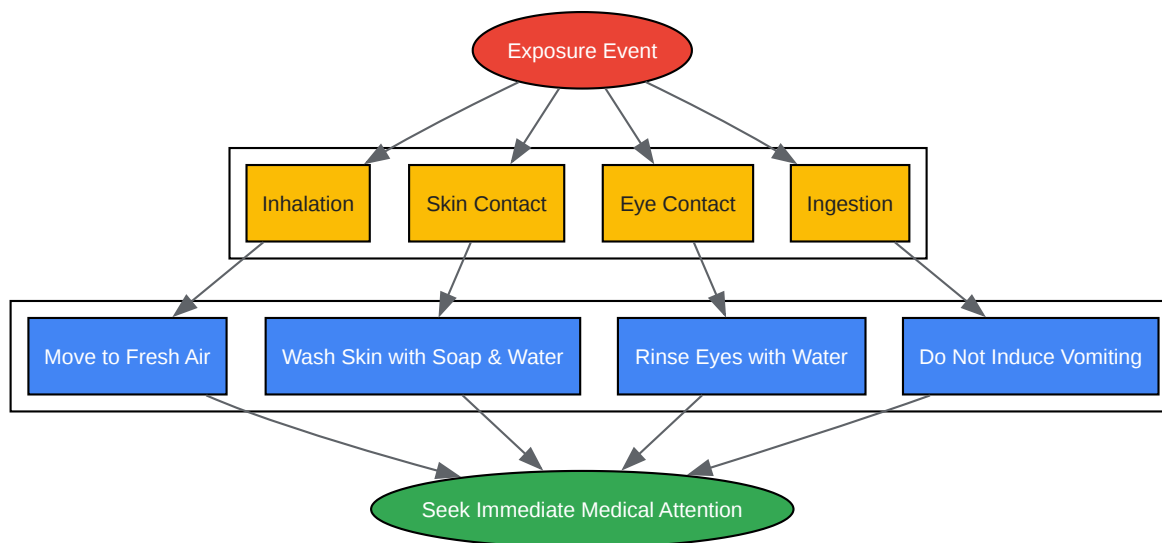 Exposure Event
Inhalation
Skin Contact
Eye Contact
Ingestion
Move to Fresh Air
Wash Skin with Soap & Water
Rinse Eyes with Water
Do Not Induce Vomiting
Seek Immediate Medical Attention